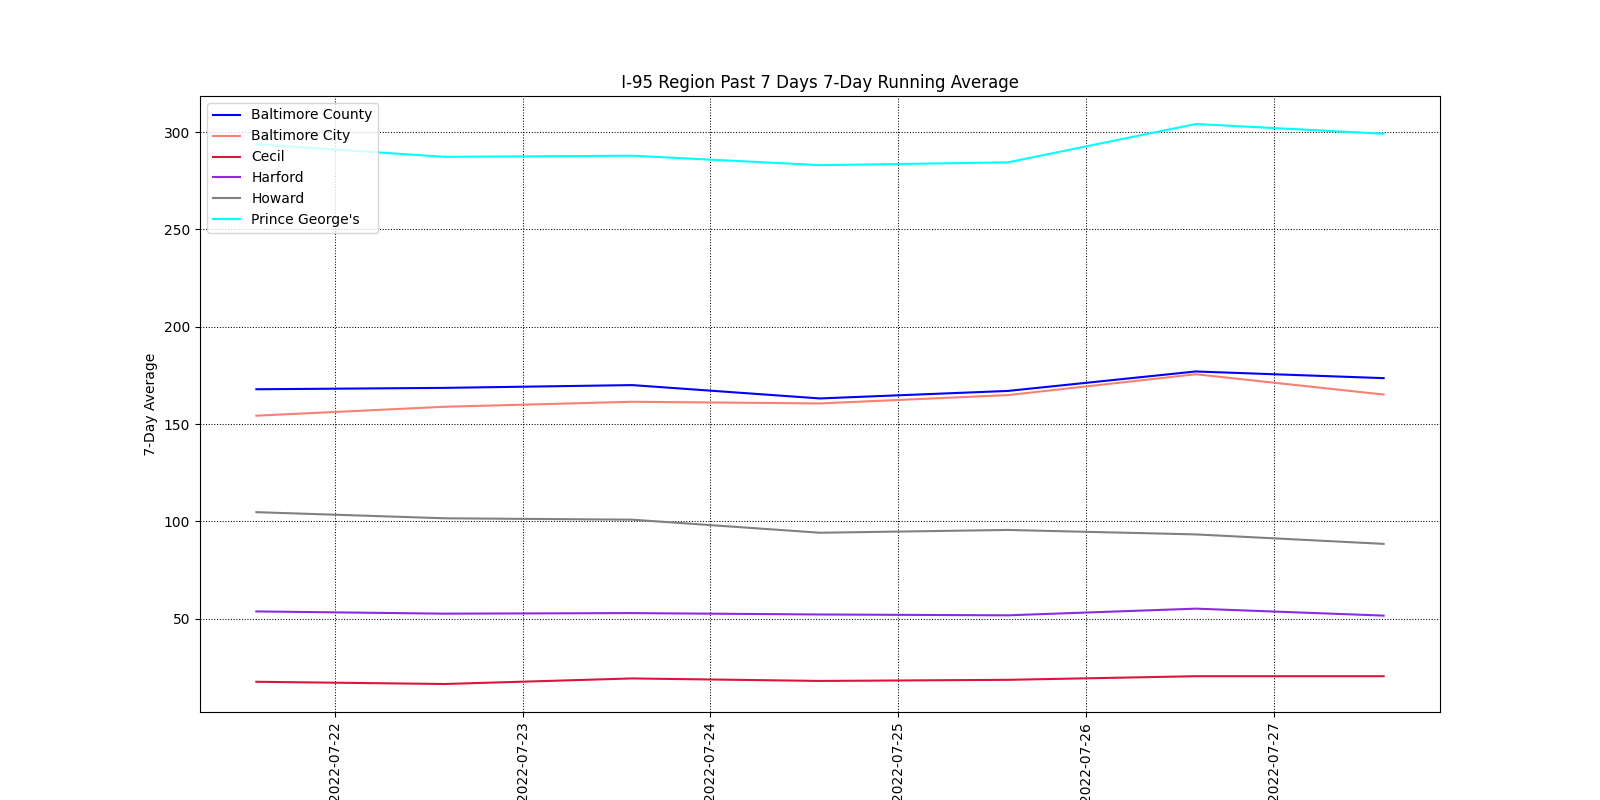 I-95 Region Past 7 Days 7-Day Running Average
Baltimore County
Baltimore City
Cecil
Harford
Howard
Prince George's
7-Day Average
300
250
200
150
100
50
2022-07-22
2022-07-23
2022-07-24
2022-07-25
2022-07-26
2022-07-27